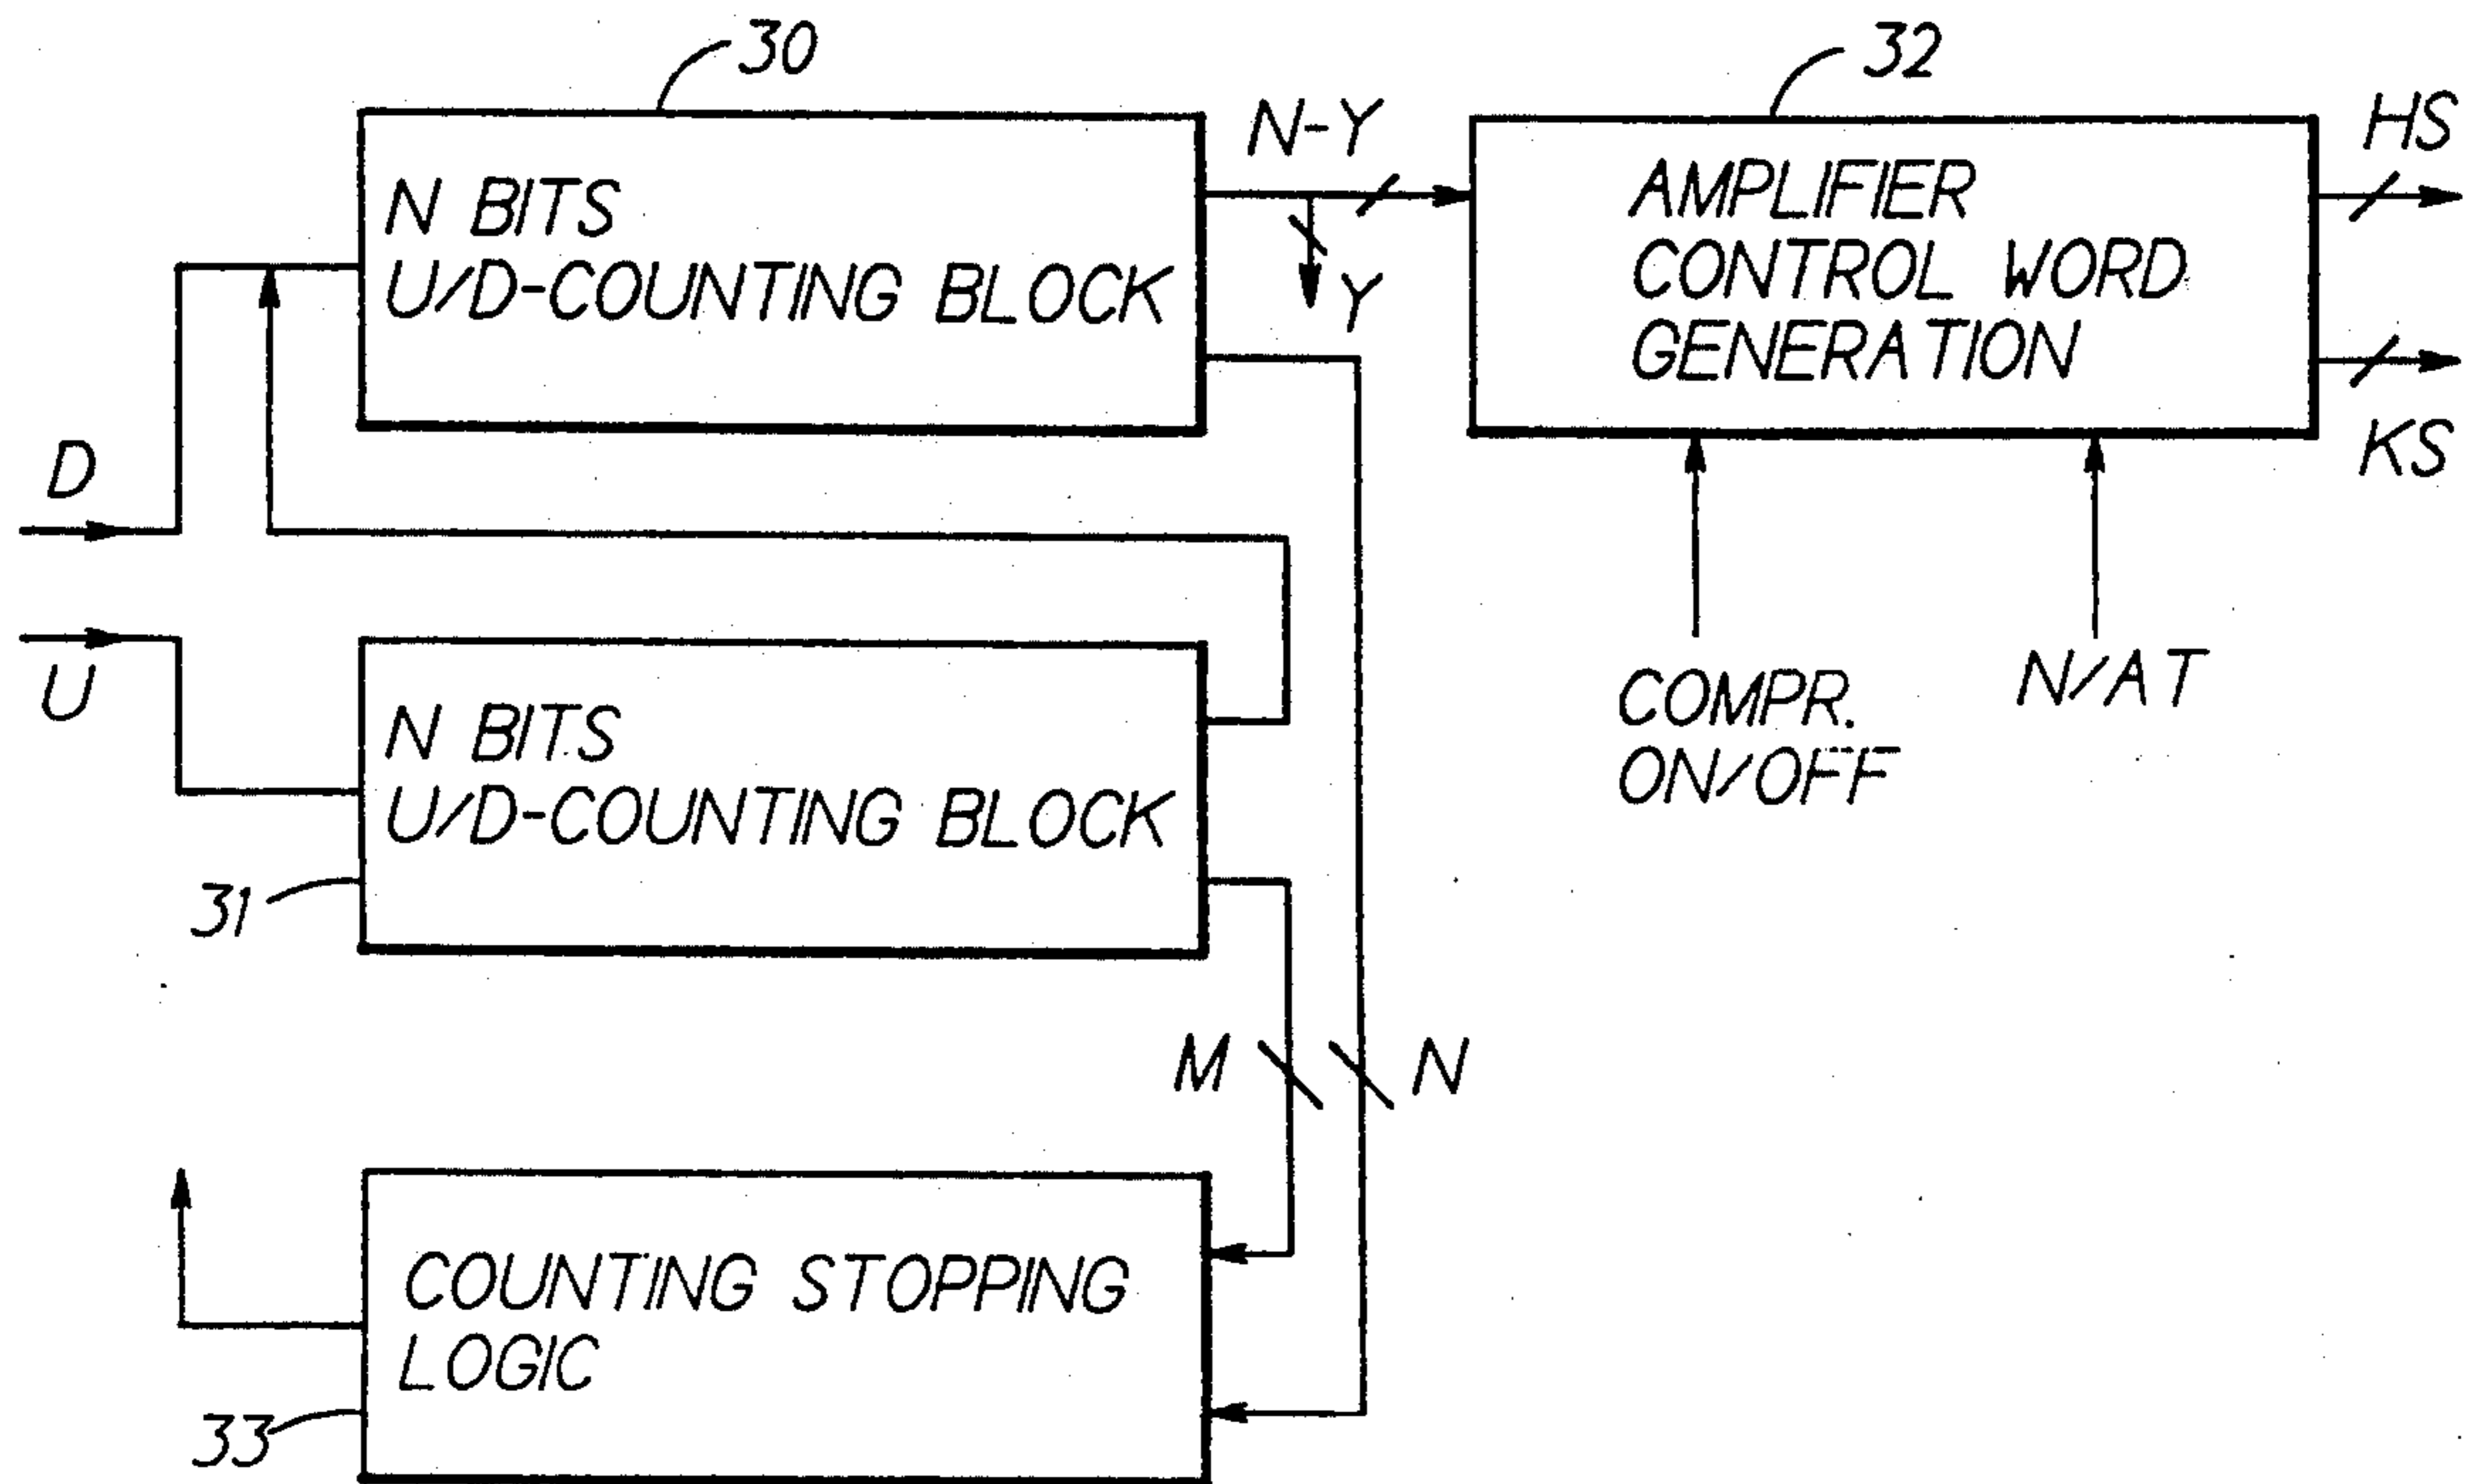 30
32
N BITS
U/D-COUNTING BLOCK
N-Y
Y
AMPLIFIER
CONTROL WORD
GENERATION
HS
KS
D
U
N BITS
U/D-COUNTING BLOCK
31
COMPR.
ON/OFF
N/AT
M
N
COUNTING STOPPING
LOGIC
33